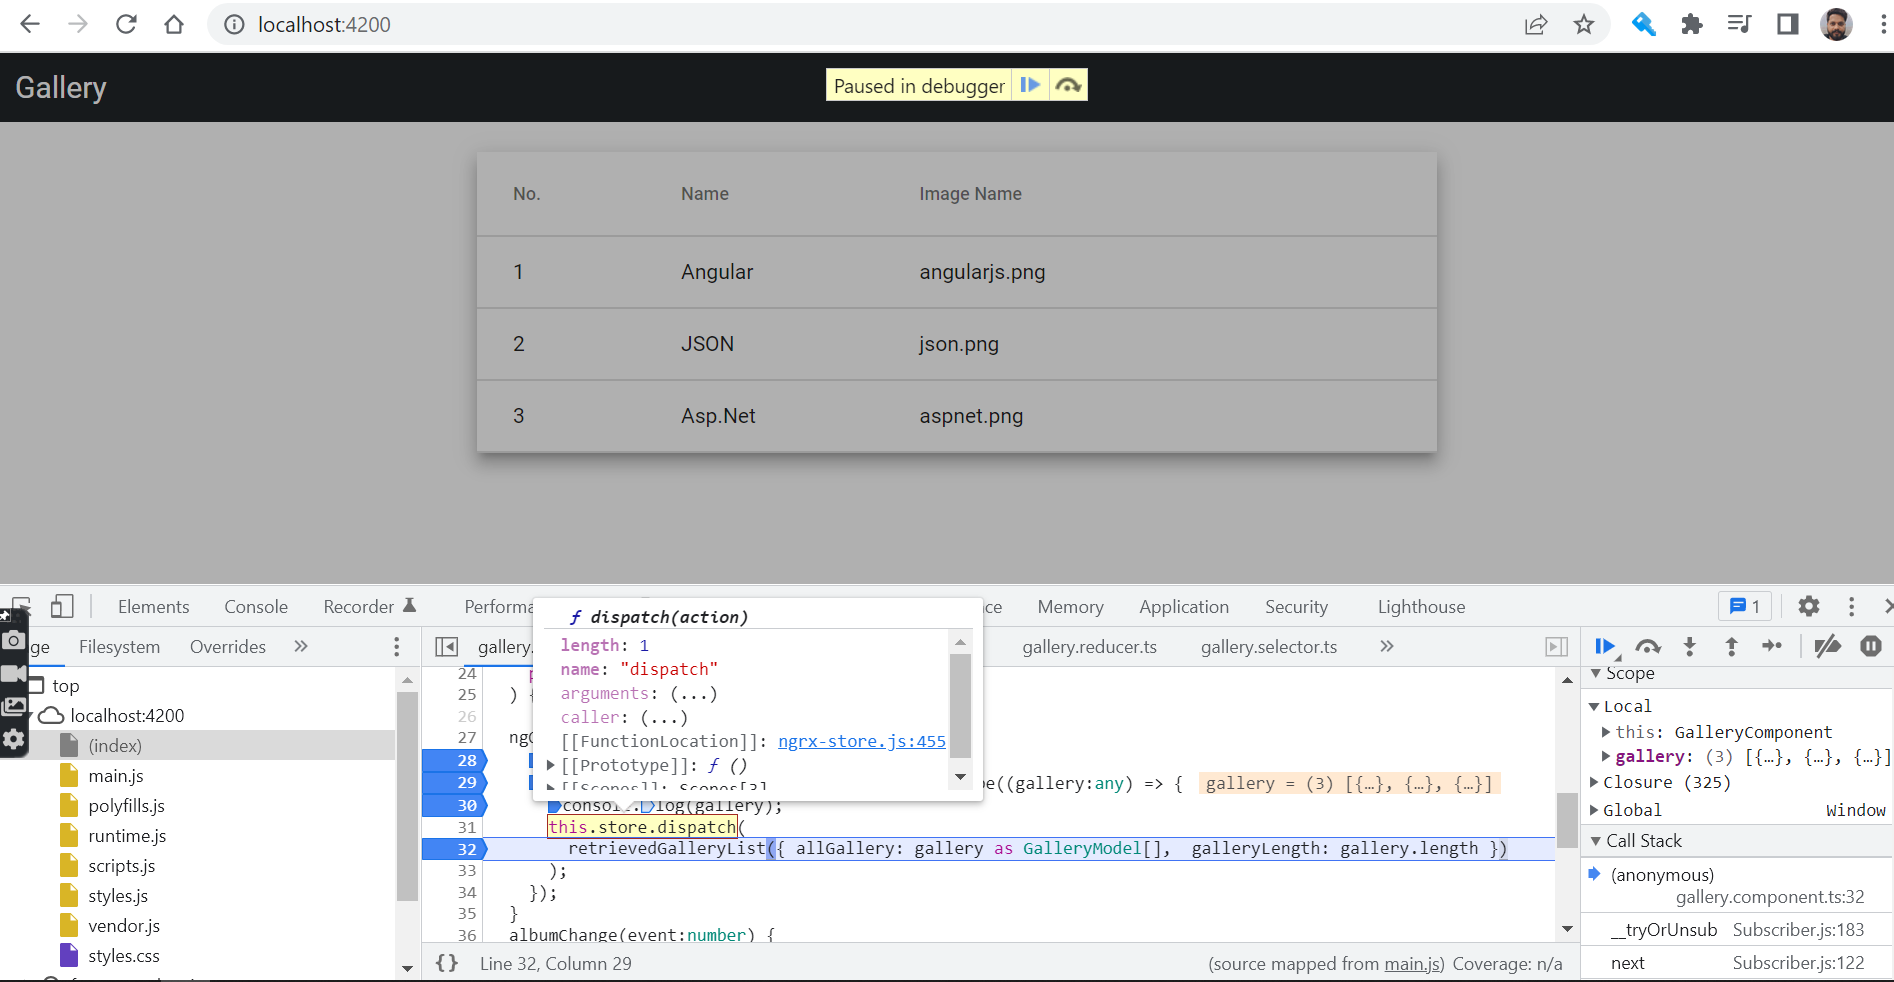 localhost:4200
Gallery
Paused in debugger
No. Name Image Name
1 Angular angularjs.png
2 JSON json.png
3 Asp.Net aspnet.png
Elements Console Recorder Performa ce Memory Application Security Lighthouse 1
ge Filesystem Overrides » gallery. gallery.reducer.ts gallery.selector.ts »
top
localhost:4200
(index)
main.js
polyfills.js
runtime.js
scripts.js
styles.js
vendor.js
styles.css
ƒ dispatch(action)
length: 1
name: "dispatch"
arguments: (...)
caller: (...)
[[FunctionLocation]]: ngrx-store.js:455
[[Prototype]]: ƒ ()
[[Scopes]]: Scopes[3]
24
25 ) {
26
27 ng
28
29 be((gallery:any) => { gallery = (3) [{…}, {…}, {…}]
30 console.log(gallery);
31 this.store.dispatch(
32 retrievedGalleryList({ allGallery: gallery as GalleryModel[], galleryLength: gallery.length })
33 );
34 });
35 }
36 albumChange(event:number) {
{} Line 32, Column 29 (source mapped from main.js) Coverage: n/a
Scope
Local
this: GalleryComponent
gallery: (3) [{…}, {…}, {…}]
Closure (325)
Global Window
Call Stack
(anonymous)
gallery.component.ts:32
__tryOrUnsub Subscriber.js:183
next Subscriber.js:122